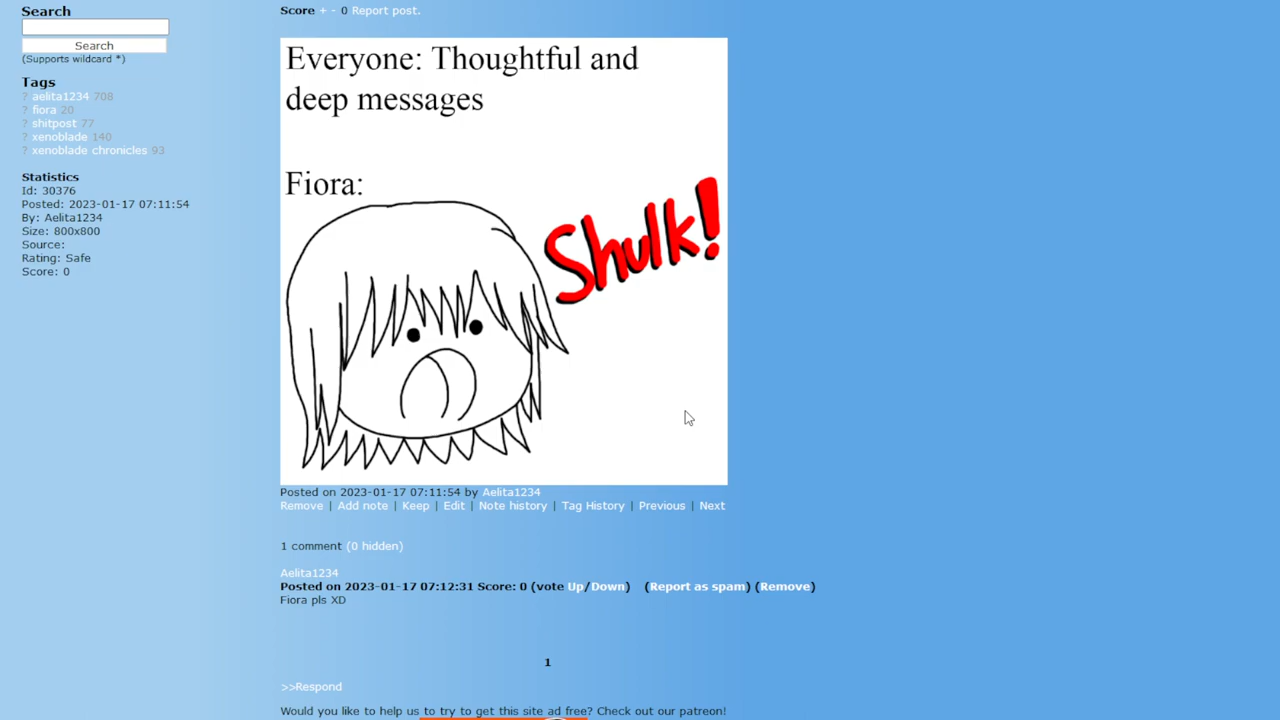 Search
Search
(Supports wildcard *)
Tags
? aelita1234 708
? fiora 20
? shitpost 77
? xenoblade 140
? xenoblade chronicles 93
Statistics
Id: 30376
Posted: 2023-01-17 07:11:54
By: Aelita1234
Size: 800x800
Source:
Rating: Safe
Score: 0
Score + - 0 Report post.
Everyone: Thoughtful and
deep messages
Fiora:
Shulk!
Posted on 2023-01-17 07:11:54 by Aelita1234
Remove | Add note | Keep | Edit | Note history | Tag History | Previous | Next
1 comment (0 hidden)
Aelita1234
Posted on 2023-01-17 07:12:31 Score: 0 (vote Up/Down) (Report as spam) (Remove)
Fiora pls XD
1
>>Respond
Would you like to help us to try to get this site ad free? Check out our patreon!